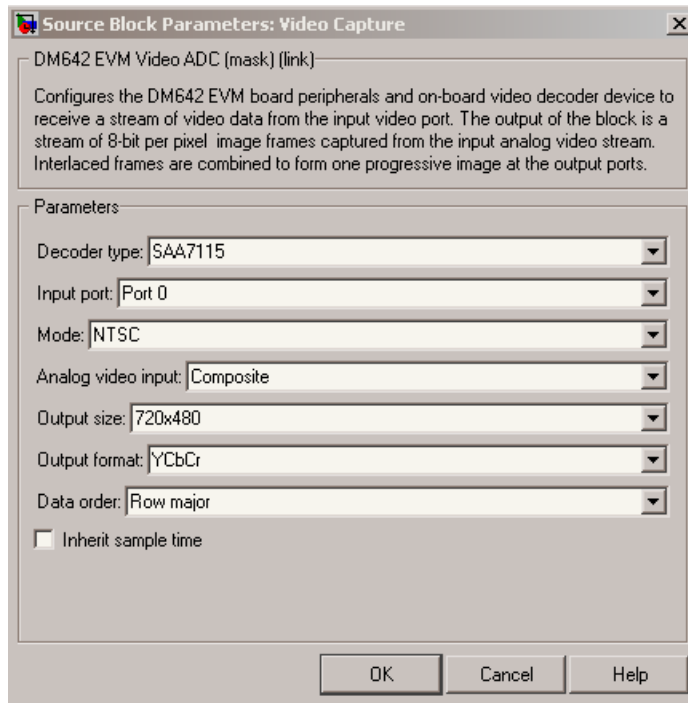 Source Block Parameters: Video Capture
DM642 EVM Video ADC (mask) (link)
Configures the DM642 EVM board peripherals and on-board video decoder device to
receive a stream of video data from the input video port. The output of the block is a
stream of 8-bit per pixel  image frames captured from the input analog video stream.
Interlaced frames are combined to form one progressive image at the output ports.
Parameters
Decoder type: SAA7115
Input port: Port 0
Mode: NTSC
Analog video input: Composite
Output size: 720x480
Output format: YCbCr
Data order: Row major
Inherit sample time
OK Cancel Help